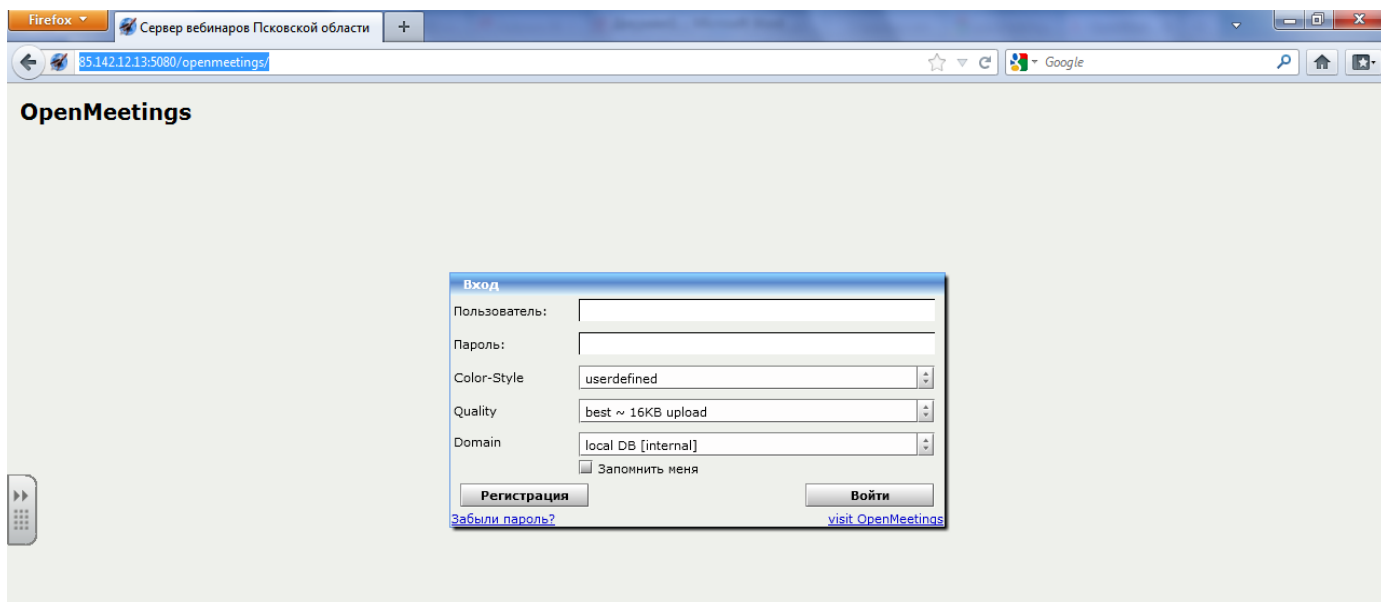 Firefox
Сервер вебинаров Псковской области
85.142.12.13:5080/openmeetings/
Google
OpenMeetings
Вход
Пользователь:
Пароль:
Color-Style userdefined
Quality best ~ 16KB upload
Domain local DB [internal]
Запомнить меня
Регистрация Войти
Забыли пароль? visit OpenMeetings